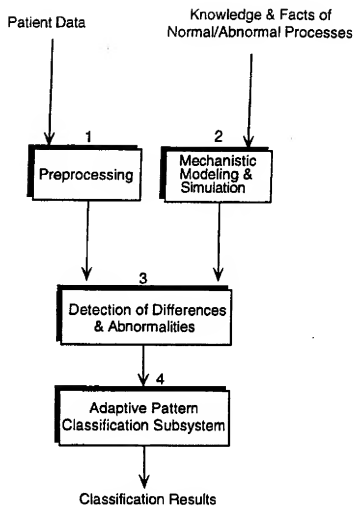 Patient Data
Knowledge & Facts of
Normal/Abnormal Processes
1
Preprocessing
2
Mechanistic
Modeling &
Simulation
3
Detection of Differences
& Abnormalities
4
Adaptive Pattern
Classification Subsystem
Classification Results